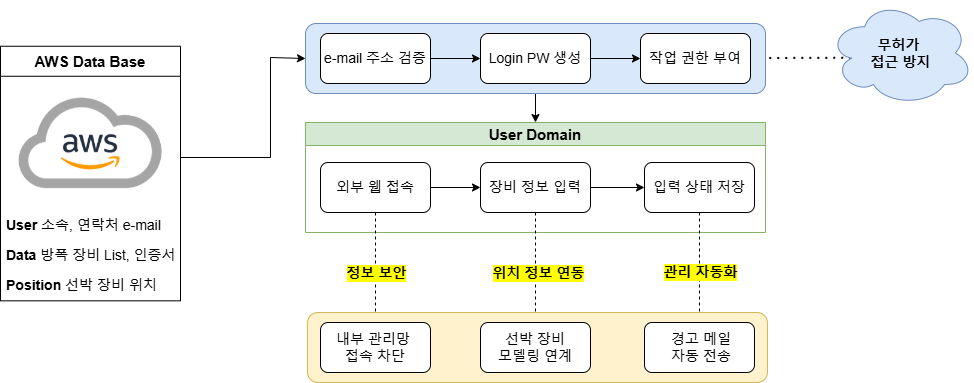 AWS Data Base
aws
User 소속, 연락처 e-mail
Data 방폭 장비 List, 인증서
Position 선박 장비 위치
e-mail 주소 검증
Login PW 생성
작업 권한 부여
무허가
접근 방지
User Domain
외부 웹 접속
장비 정보 입력
입력 상태 저장
정보 보안
위치 정보 연동
관리 자동화
내부 관리망
접속 차단
선박 장비
모델링 연계
경고 메일
자동 전송